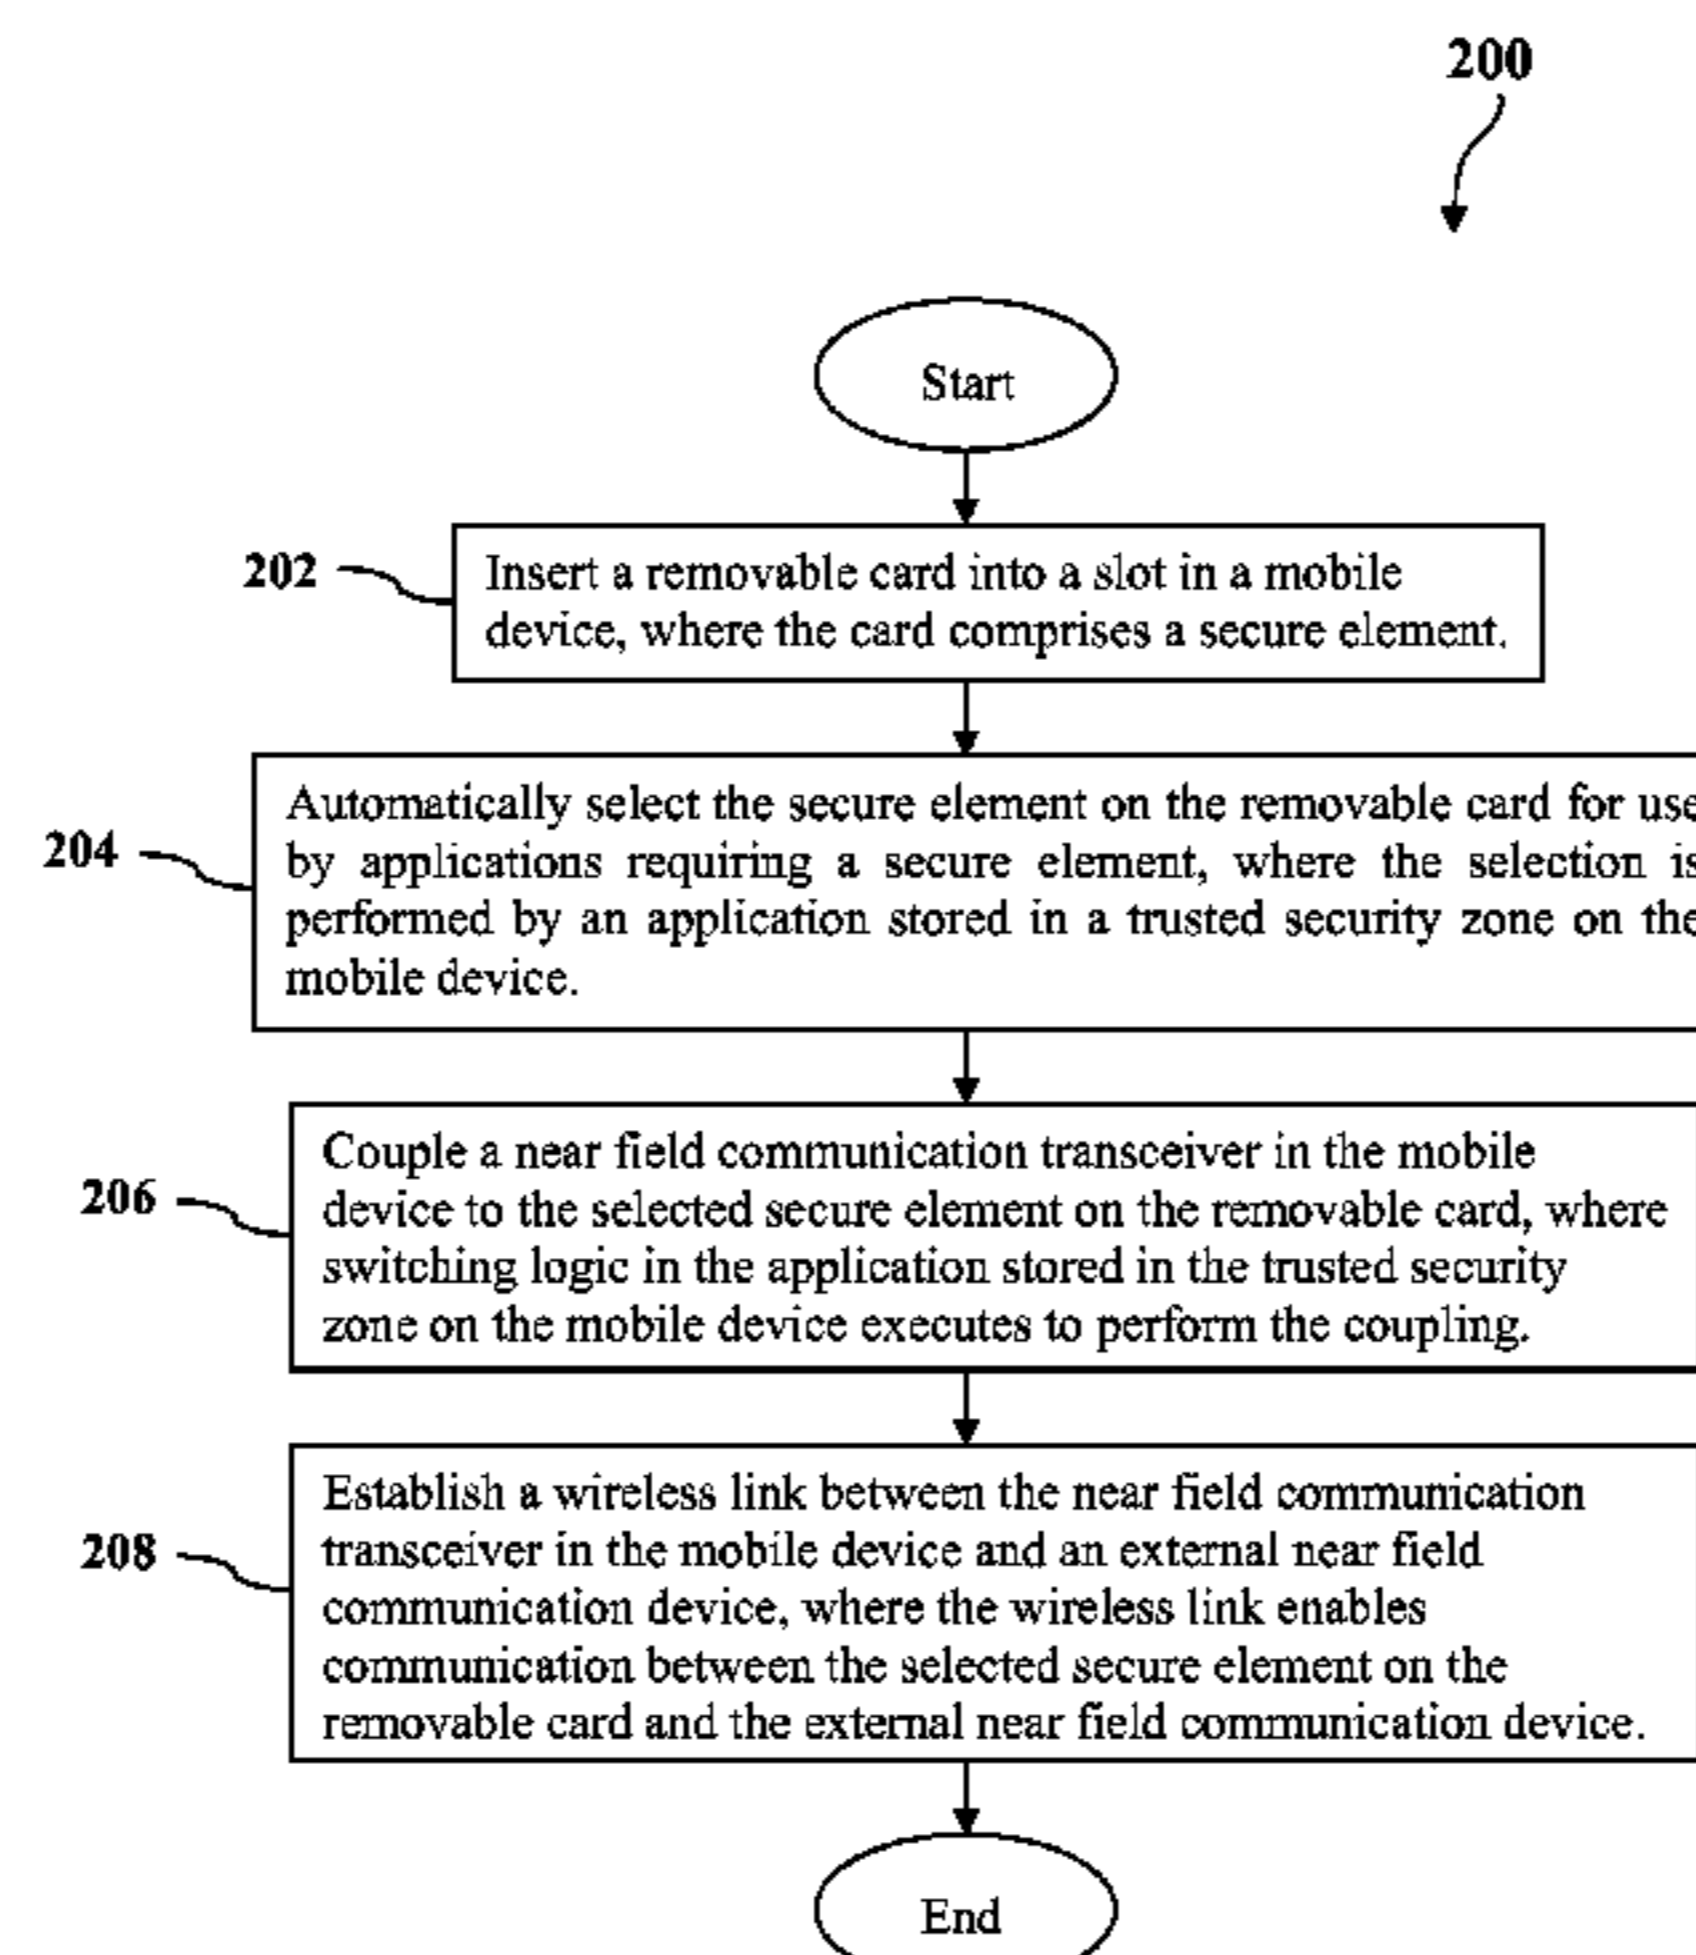 200
Start
202
Insert a removable card into a slot in a mobile
device, where the card comprises a secure element.
204
Automatically select the secure element on the removable card for use
by applications requiring a secure element, where the selection is
performed by an application stored in a trusted security zone on the
mobile device.
206
Couple a near field communication transceiver in the mobile
device to the selected secure element on the removable card, where
switching logic in the application stored in the trusted security
zone on the mobile device executes to perform the coupling.
208
Establish a wireless link between the near field communication
transceiver in the mobile device and an external near field
communication device, where the wireless link enables
communication between the selected secure element on the
removable card and the external near field communication device.
End